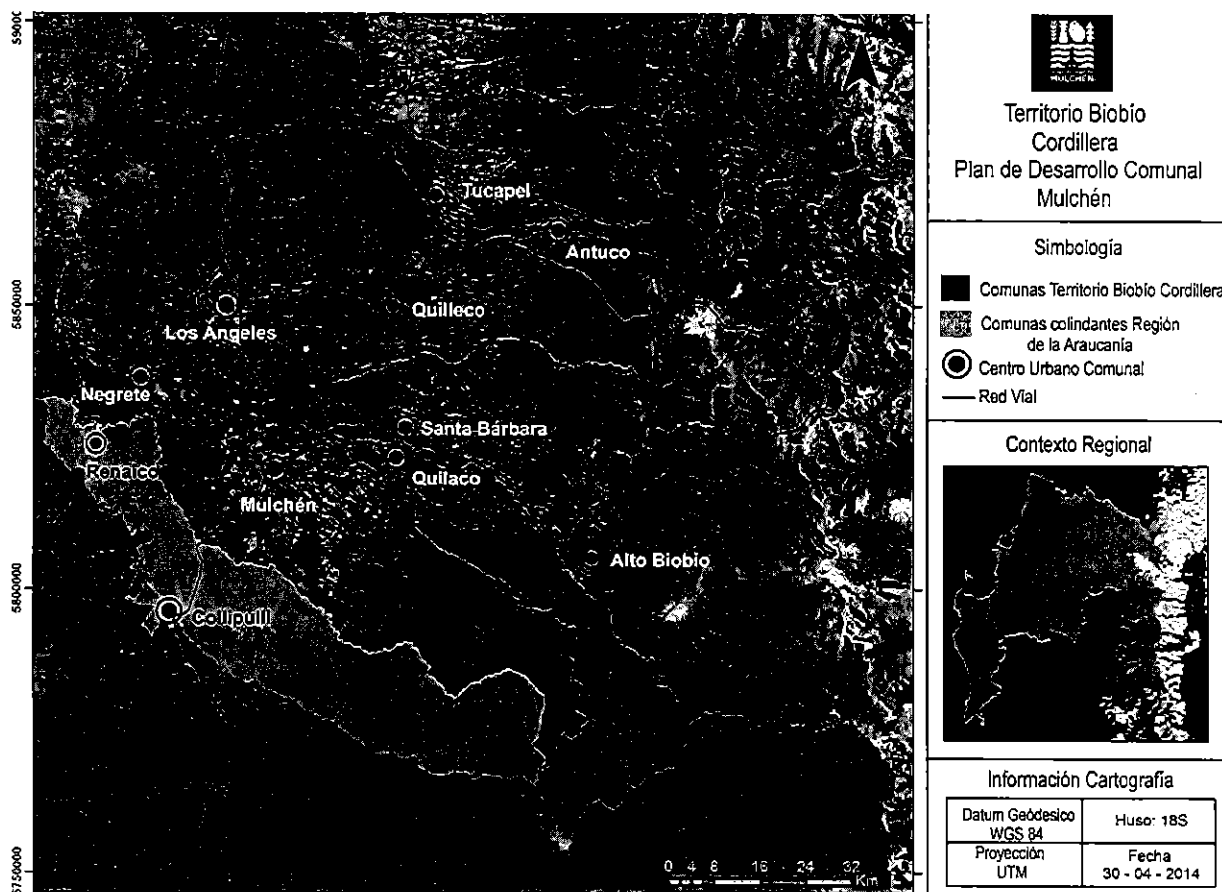 5850000
5800000
5750000
Tucapel
Antuco
Quilleco
Los Angeles
Negrete
Santa Bárbara
Renaico
Quilaco
Mulchén
Alto Biobío
Collipulli
0 4 8 16 24 32
Km
MULCHÉN
Territorio Biobío
Cordillera
Plan de Desarrollo Comunal
Mulchén
Simbología
Comunas Territorio Biobío Cordillera
Comunas colindantes Región
de la Araucanía
Centro Urbano Comunal
Red Vial
Contexto Regional
Información Cartografía
Datum Geódesico
WGS 84
Huso: 18S
Proyección
UTM
Fecha
30 - 04 - 2014